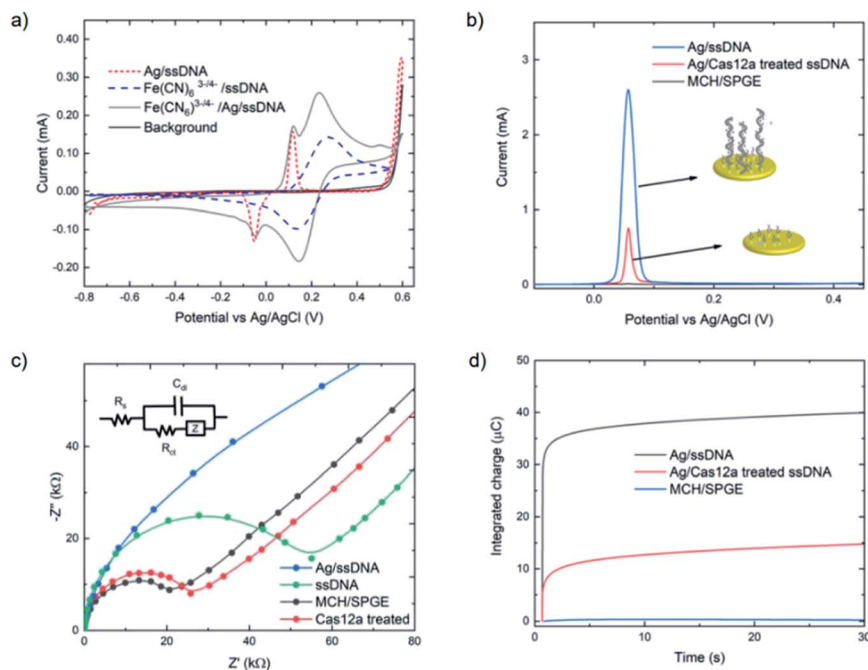 a)
Current (mA)
0.40
0.30
0.20
0.10
0.00
-0.10
-0.20
Ag/ssDNA
Fe(CN)6 3-/4- /ssDNA
Fe(CN6)3-/4- /Ag/ssDNA
Background
-0.8 -0.6 -0.4 -0.2 0.0 0.2 0.4 0.6
Potential vs Ag/AgCl (V)
b)
Current (mA)
3
2
1
0
Ag/ssDNA
Ag/Cas12a treated ssDNA
MCH/SPGE
0.0 0.2 0.4
Potential vs Ag/AgCl (V)
c)
-Z" (kΩ)
60
40
20
0
Rs
Cdl
Rct
Z
Ag/ssDNA
ssDNA
MCH/SPGE
Cas12a treated
0 20 40 60 80
Z' (kΩ)
d)
Integrated charge (μC)
50
40
30
20
10
0
Ag/ssDNA
Ag/Cas12a treated ssDNA
MCH/SPGE
0 10 20 30
Time (s)